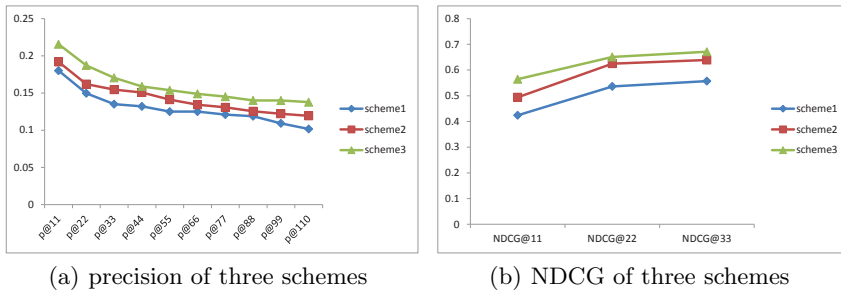 0.25
0.2
0.15
0.1
0.05
0
p@11
p@22
p@33
p@44
p@55
p@66
p@77
p@88
p@99
p@110
scheme1
scheme2
scheme3
(a) precision of three schemes
0.8
0.7
0.6
0.5
0.4
0.3
0.2
0.1
0
NDCG@11
NDCG@22
NDCG@33
scheme1
scheme2
scheme3
(b) NDCG of three schemes